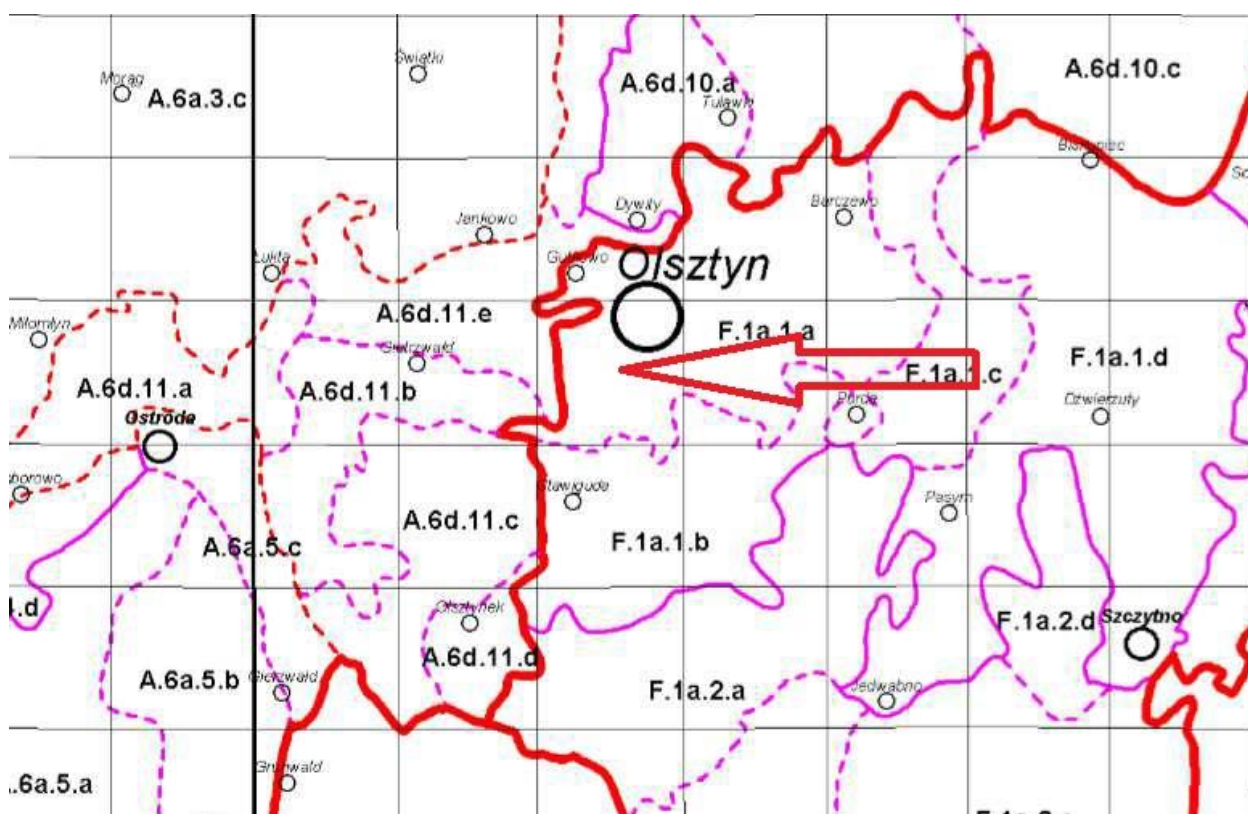 Świątki
Morąg
A.6a.3.c
A.6d.10.a
Tuławki
A.6d.10.c
Biskupiec
Barczewo
Dywity
Jonkowo
Łukta
Gutkowo
Olsztyn
Miłomłyn
A.6d.11.e
Gietrzwałd
F.1a.1.a
F.1a.1.c
F.1a.1.d
A.6d.11.a
A.6d.11.b
Ostróda
Purda
Dźwierzuty
Stawiguda
Pasym
A.6d.11.c
F.1a.1.b
A.6a.5.c
.d
Olsztynek
F.1a.2.d
Szczytno
A.6d.11.d
A.6a.5.b
Gierzwałd
F.1a.2.a
Jedwabno
Grunwald
.6a.5.a